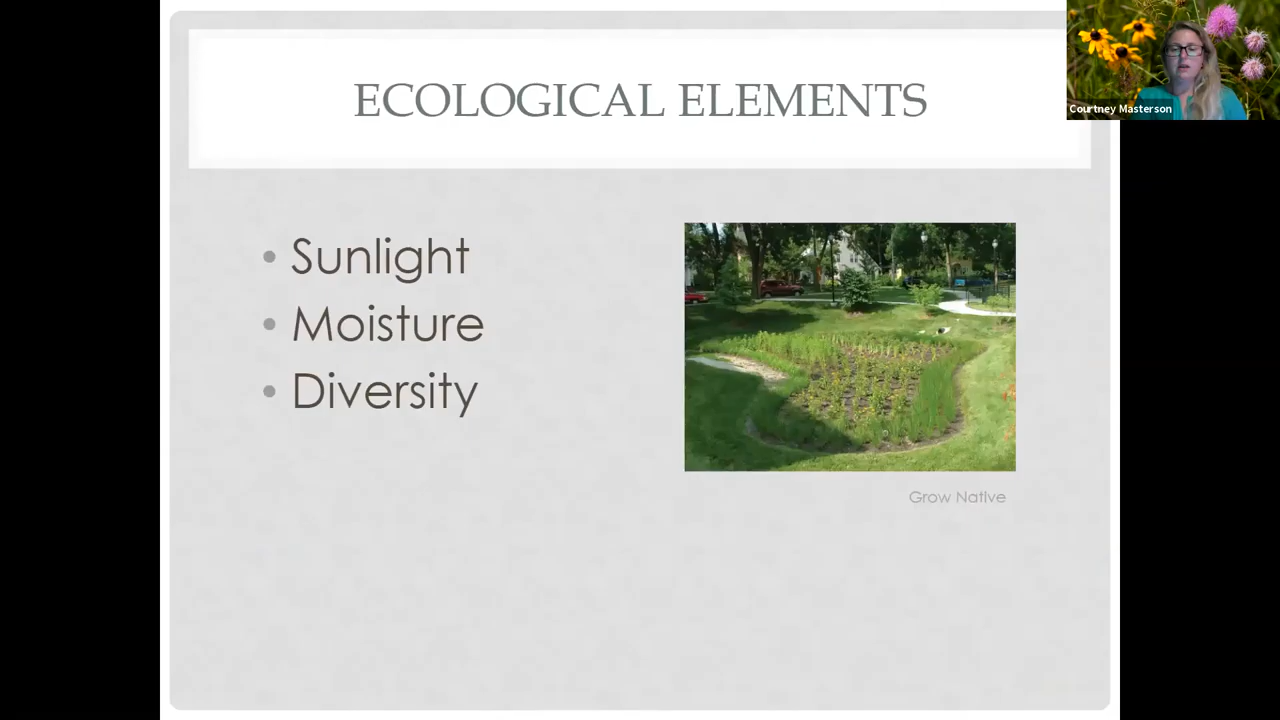 ECOLOGICAL ELEMENTS
Courtney Masterson
• Sunlight
• Moisture
• Diversity
Grow Native